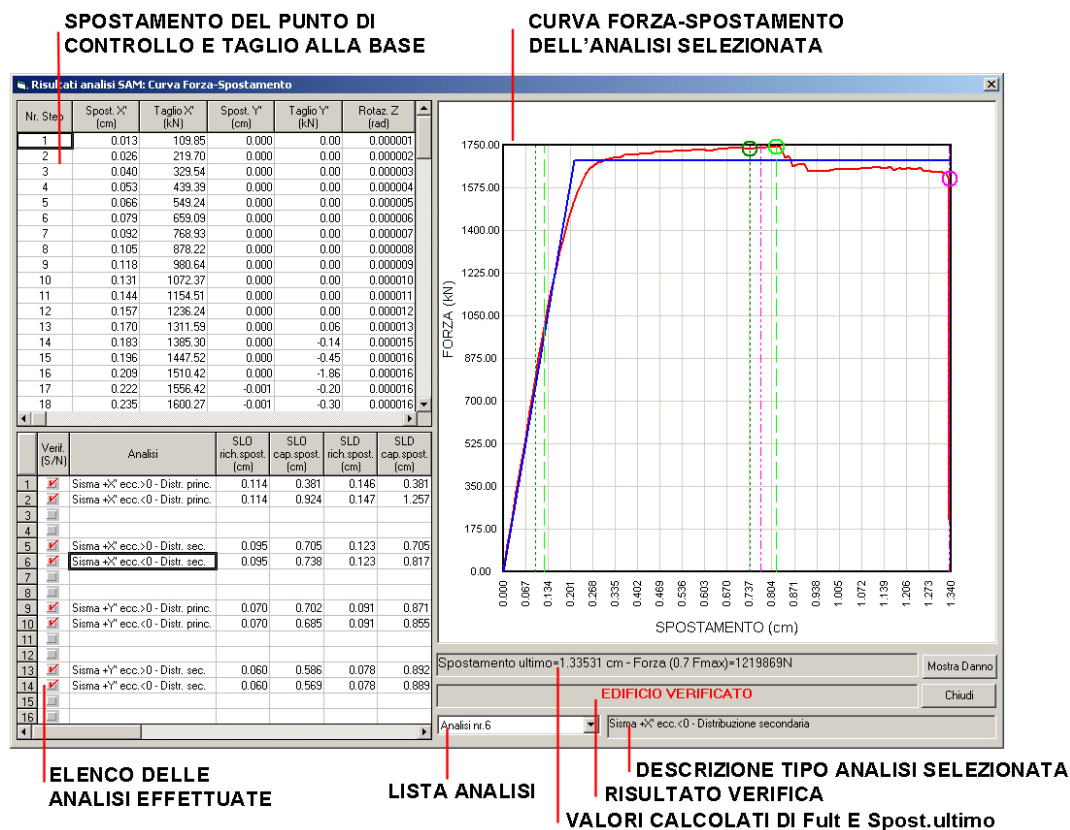 SPOSTAMENTO DEL PUNTO DI
CONTROLLO E TAGLIO ALLA BASE
CURVA FORZA-SPOSTAMENTO
DELL'ANALISI SELEZIONATA
Risultati analisi SAM: Curva Forza-Spostamento
Nr. Step Spost. X' (cm) Taglio X' (kN) Spost. Y' (cm) Taglio Y' (kN) Rotaz. Z (rad)
1 0.013 109.85 0.000 0.00 0.000001
2 0.026 219.70 0.000 0.00 0.000002
3 0.040 329.54 0.000 0.00 0.000003
4 0.053 439.39 0.000 0.00 0.000004
5 0.066 549.24 0.000 0.00 0.000005
6 0.079 659.09 0.000 0.00 0.000006
7 0.092 768.93 0.000 0.00 0.000007
8 0.105 878.22 0.000 0.00 0.000008
9 0.118 980.64 0.000 0.00 0.000009
10 0.131 1072.37 0.000 0.00 0.000010
11 0.144 1154.51 0.000 0.00 0.000011
12 0.157 1236.24 0.000 0.00 0.000012
13 0.170 1311.59 0.000 0.06 0.000013
14 0.183 1385.30 0.000 -0.14 0.000015
15 0.196 1447.52 0.000 -0.45 0.000016
16 0.209 1510.42 0.000 -1.86 0.000016
17 0.222 1556.42 -0.001 -0.20 0.000016
18 0.235 1600.27 -0.001 -0.30 0.000016
Verif. (S/N) Analisi SLO rich.spost. (cm) SLO cap.spost. (cm) SLD rich.spost. (cm) SLD cap.spost. (cm)
1 Sisma +X' ecc.>0 - Distr. princ. 0.114 0.381 0.146 0.381
2 Sisma +X' ecc.<0 - Distr. princ. 0.114 0.924 0.147 1.257
3
4
5 Sisma +X' ecc.>0 - Distr. sec. 0.095 0.705 0.123 0.705
6 Sisma +X' ecc.<0 - Distr. sec. 0.095 0.738 0.123 0.817
7
8
9 Sisma +Y' ecc.>0 - Distr. princ. 0.070 0.702 0.091 0.871
10 Sisma +Y' ecc.<0 - Distr. princ. 0.070 0.685 0.091 0.855
11
12
13 Sisma +Y' ecc.>0 - Distr. sec. 0.060 0.586 0.078 0.892
14 Sisma +Y' ecc.<0 - Distr. sec. 0.060 0.569 0.078 0.889
15
16
FORZA (kN)
1750.00
1575.00
1400.00
1225.00
1050.00
875.00
700.00
525.00
350.00
175.00
0.00
0.000 0.067 0.134 0.201 0.268 0.335 0.402 0.469 0.536 0.603 0.670 0.737 0.804 0.871 0.938 1.005 1.072 1.139 1.206 1.273 1.340
SPOSTAMENTO (cm)
Spostamento ultimo=1.33531 cm - Forza (0.7 Fmax)=1219869N
Mostra Danno
EDIFICIO VERIFICATO
Chiudi
Analisi nr.6
Sisma +X' ecc.<0 - Distribuzione secondaria
ELENCO DELLE
ANALISI EFFETTUATE
LISTA ANALISI
DESCRIZIONE TIPO ANALISI SELEZIONATA
RISULTATO VERIFICA
VALORI CALCOLATI DI Fult E Spost.ultimo